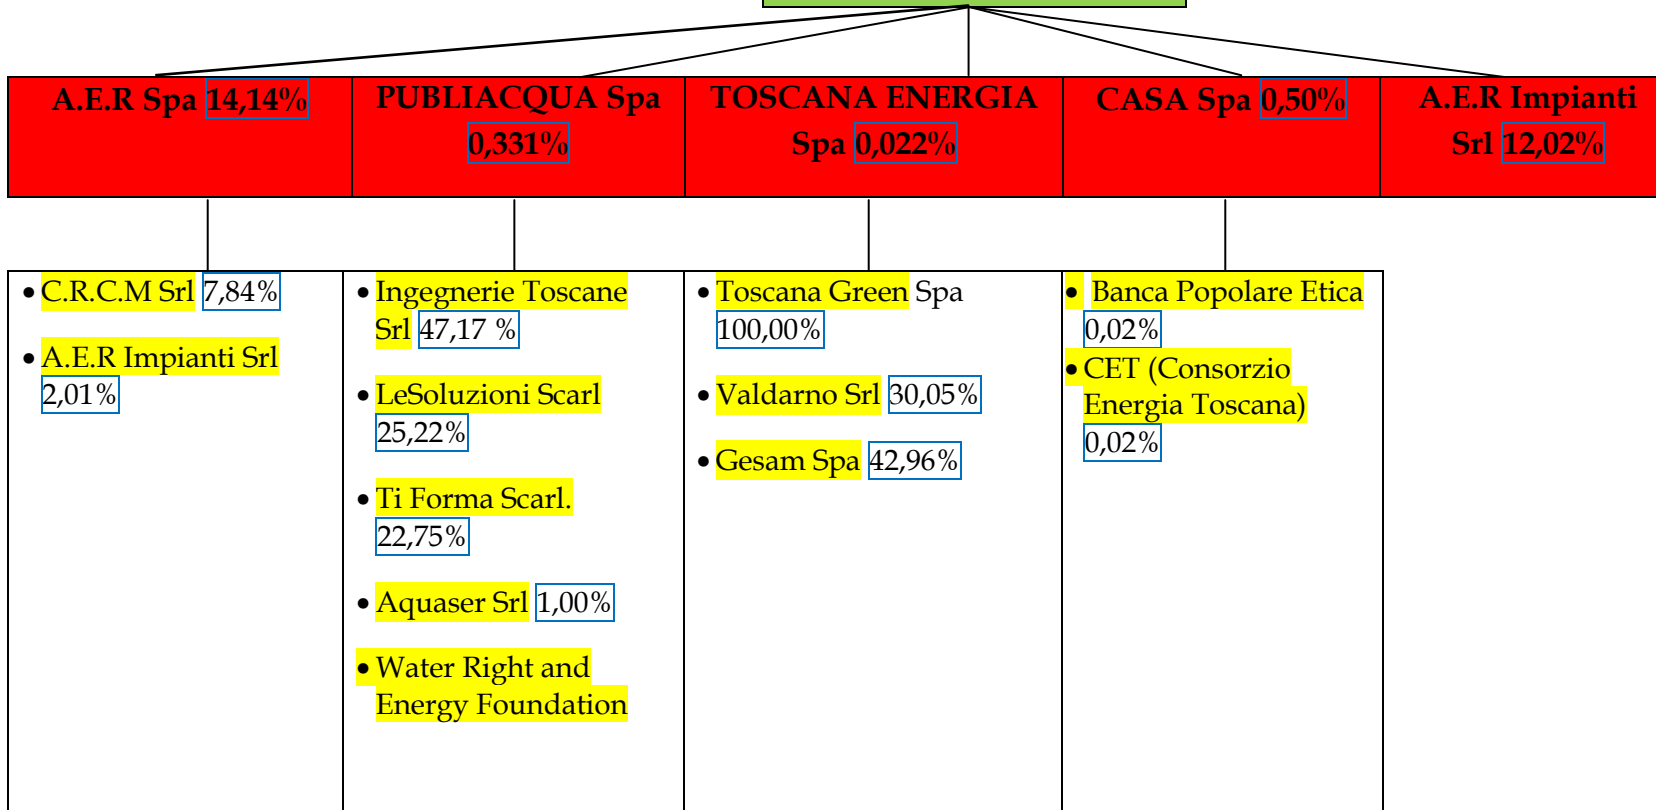 A.E.R Spa 14,14%
PUBLIACQUA Spa
0,331%
TOSCANA ENERGIA
Spa 0,022%
CASA Spa 0,50%
A.E.R Impianti
Srl 12,02%
• C.R.C.M Srl 7,84%
• A.E.R Impianti Srl
2,01%
• Ingegnerie Toscane
Srl 47,17 %
• LeSoluzioni Scarl
25,22%
• Ti Forma Scarl.
22,75%
• Aquaser Srl 1,00%
• Water Right and
Energy Foundation
• Toscana Green Spa
100,00%
• Valdarno Srl 30,05%
• Gesam Spa 42,96%
• Banca Popolare Etica
0,02%
• CET (Consorzio
Energia Toscana)
0,02%